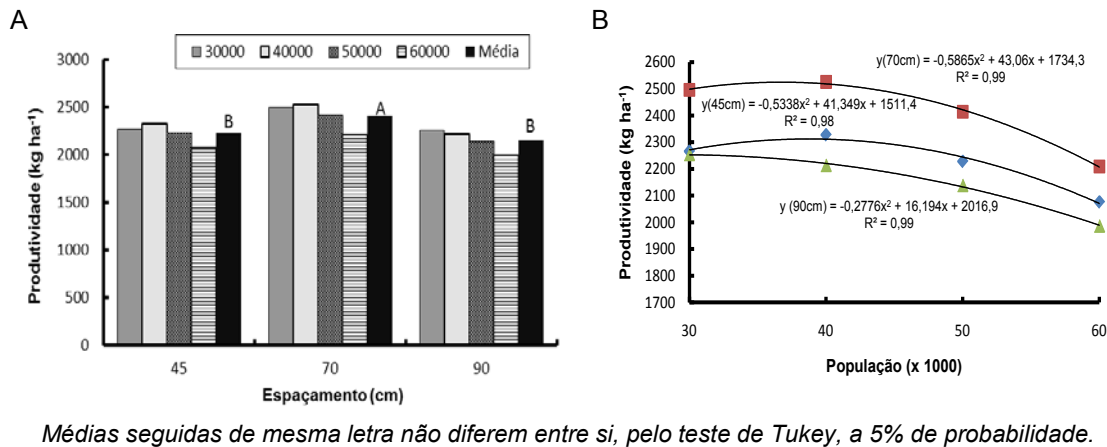 A
30000 40000 50000 60000 Média
Produtividade (kg ha⁻¹)
3000
2500
2000
1500
1000
500
0
B
A
B
45 70 90
Espaçamento (cm)
B
Produtividade (kg ha⁻¹)
2600
2500
2400
2300
2200
2100
2000
1900
1800
1700
y(70cm) = -0,5865x² + 43,06x + 1734,3
R² = 0,99
y(45cm) = -0,5338x² + 41,349x + 1511,4
R² = 0,98
y (90cm) = -0,2776x² + 16,194x + 2016,9
R² = 0,99
30 40 50 60
População (x 1000)
Médias seguidas de mesma letra não diferem entre si, pelo teste de Tukey, a 5% de probabilidade.